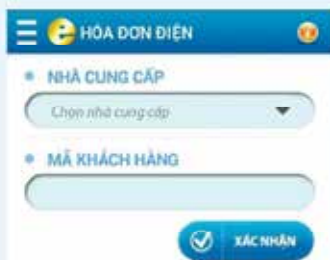 HÓA ĐƠN ĐIỆN
NHÀ CUNG CẤP
Chọn nhà cung cấp
MÃ KHÁCH HÀNG
XÁC NHẬN